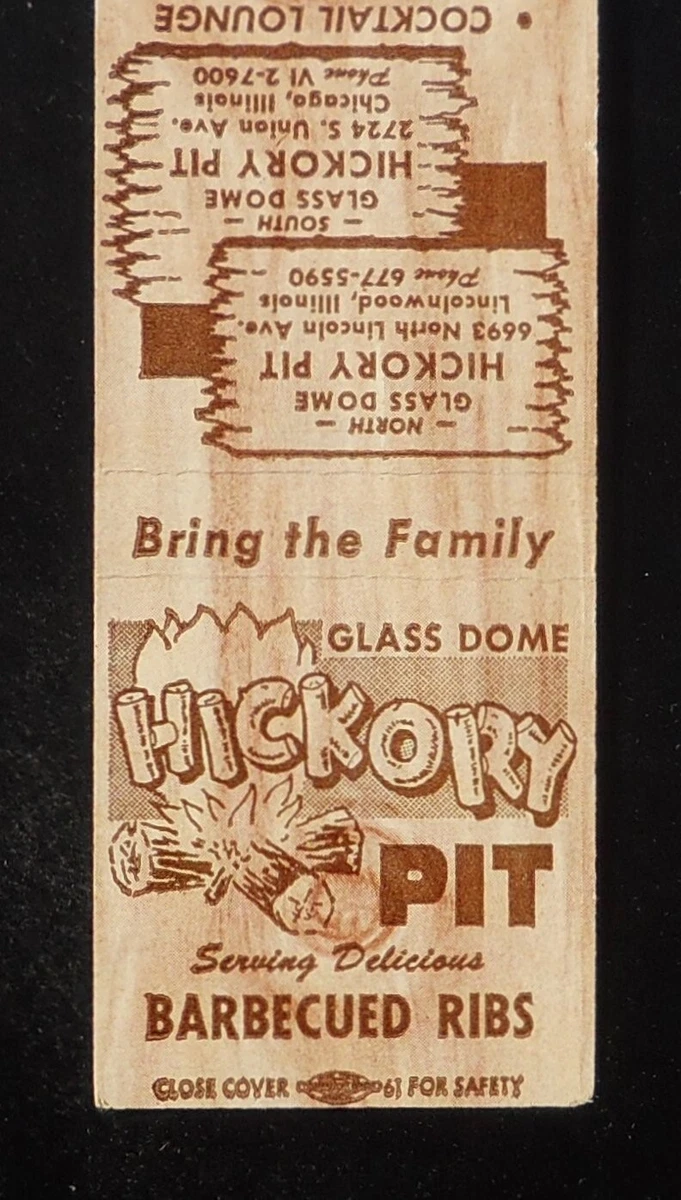 Bring the Family
GLASS DOME
HICKORY
PIT
Serving Delicious
BARBECUED RIBS
CLOSE COVER 61 FOR SAFETY
— NORTH —
GLASS DOME
HICKORY PIT
6693 North Lincoln Ave.
Lincolnwood, Illinois
Phone 677-5590
— SOUTH —
GLASS DOME
HICKORY PIT
2724 S. Union Ave.
Chicago, Illinois
Phone VI 2-7600
• COCKTAIL LOUNGE